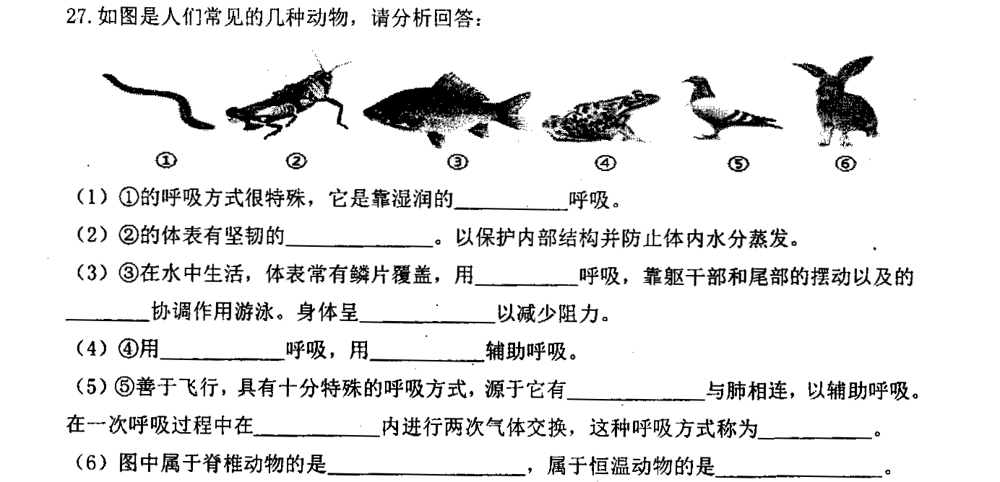 27.如图是人们常见的几种动物，请分析回答：
① ② ③ ④ ⑤ ⑥
（1）①的呼吸方式很特殊，它是靠湿润的__________呼吸。
（2）②的体表有坚韧的_____________。以保护内部结构并防止体内水分蒸发。
（3）③在水中生活，体表常有鳞片覆盖，用_________呼吸，靠躯干部和尾部的摆动以及的
_______协调作用游泳。身体呈____________以减少阻力。
（4）④用___________呼吸，用__________辅助呼吸。
（5）⑤善于飞行，具有十分特殊的呼吸方式，源于它有____________与肺相连，以辅助呼吸。
在一次呼吸过程中在___________内进行两次气体交换，这种呼吸方式称为__________。
（6）图中属于脊椎动物的是_________________，属于恒温动物的是______________。